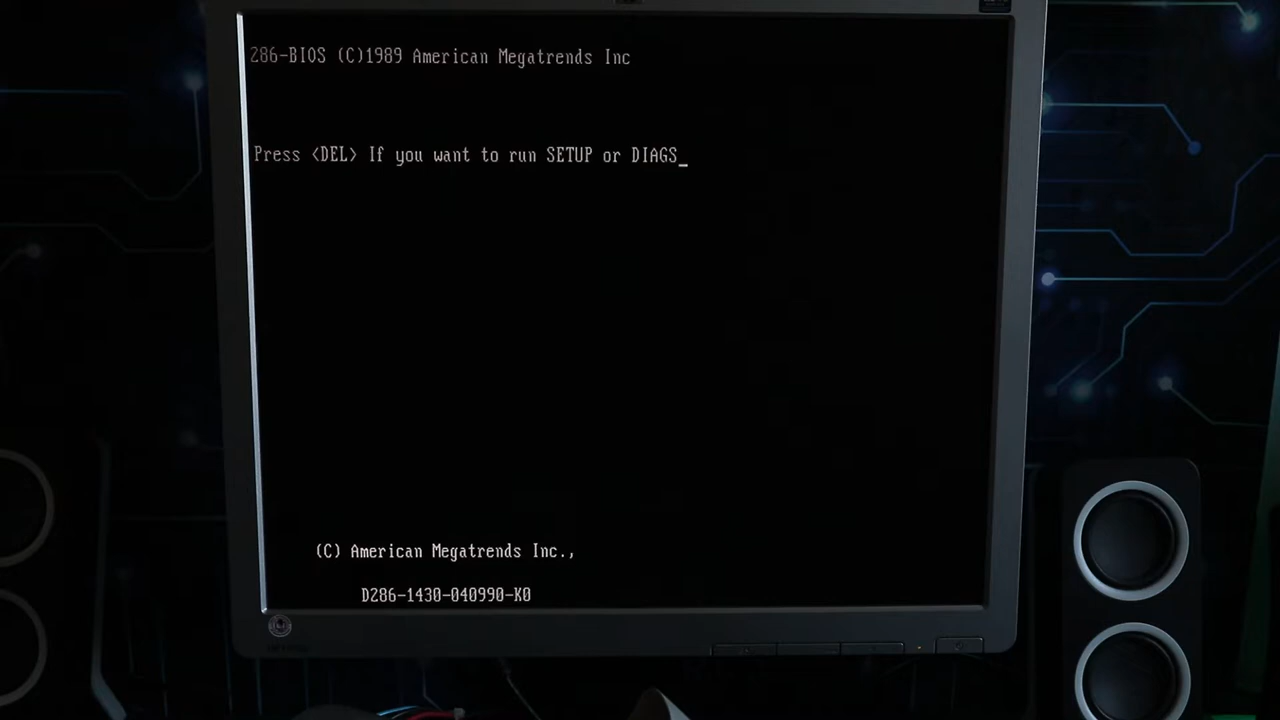 286-BIOS (C)1989 American Megatrends Inc
Press <DEL> If you want to run SETUP or DIAGS_
(C) American Megatrends Inc.,
D286-1430-040990-K0